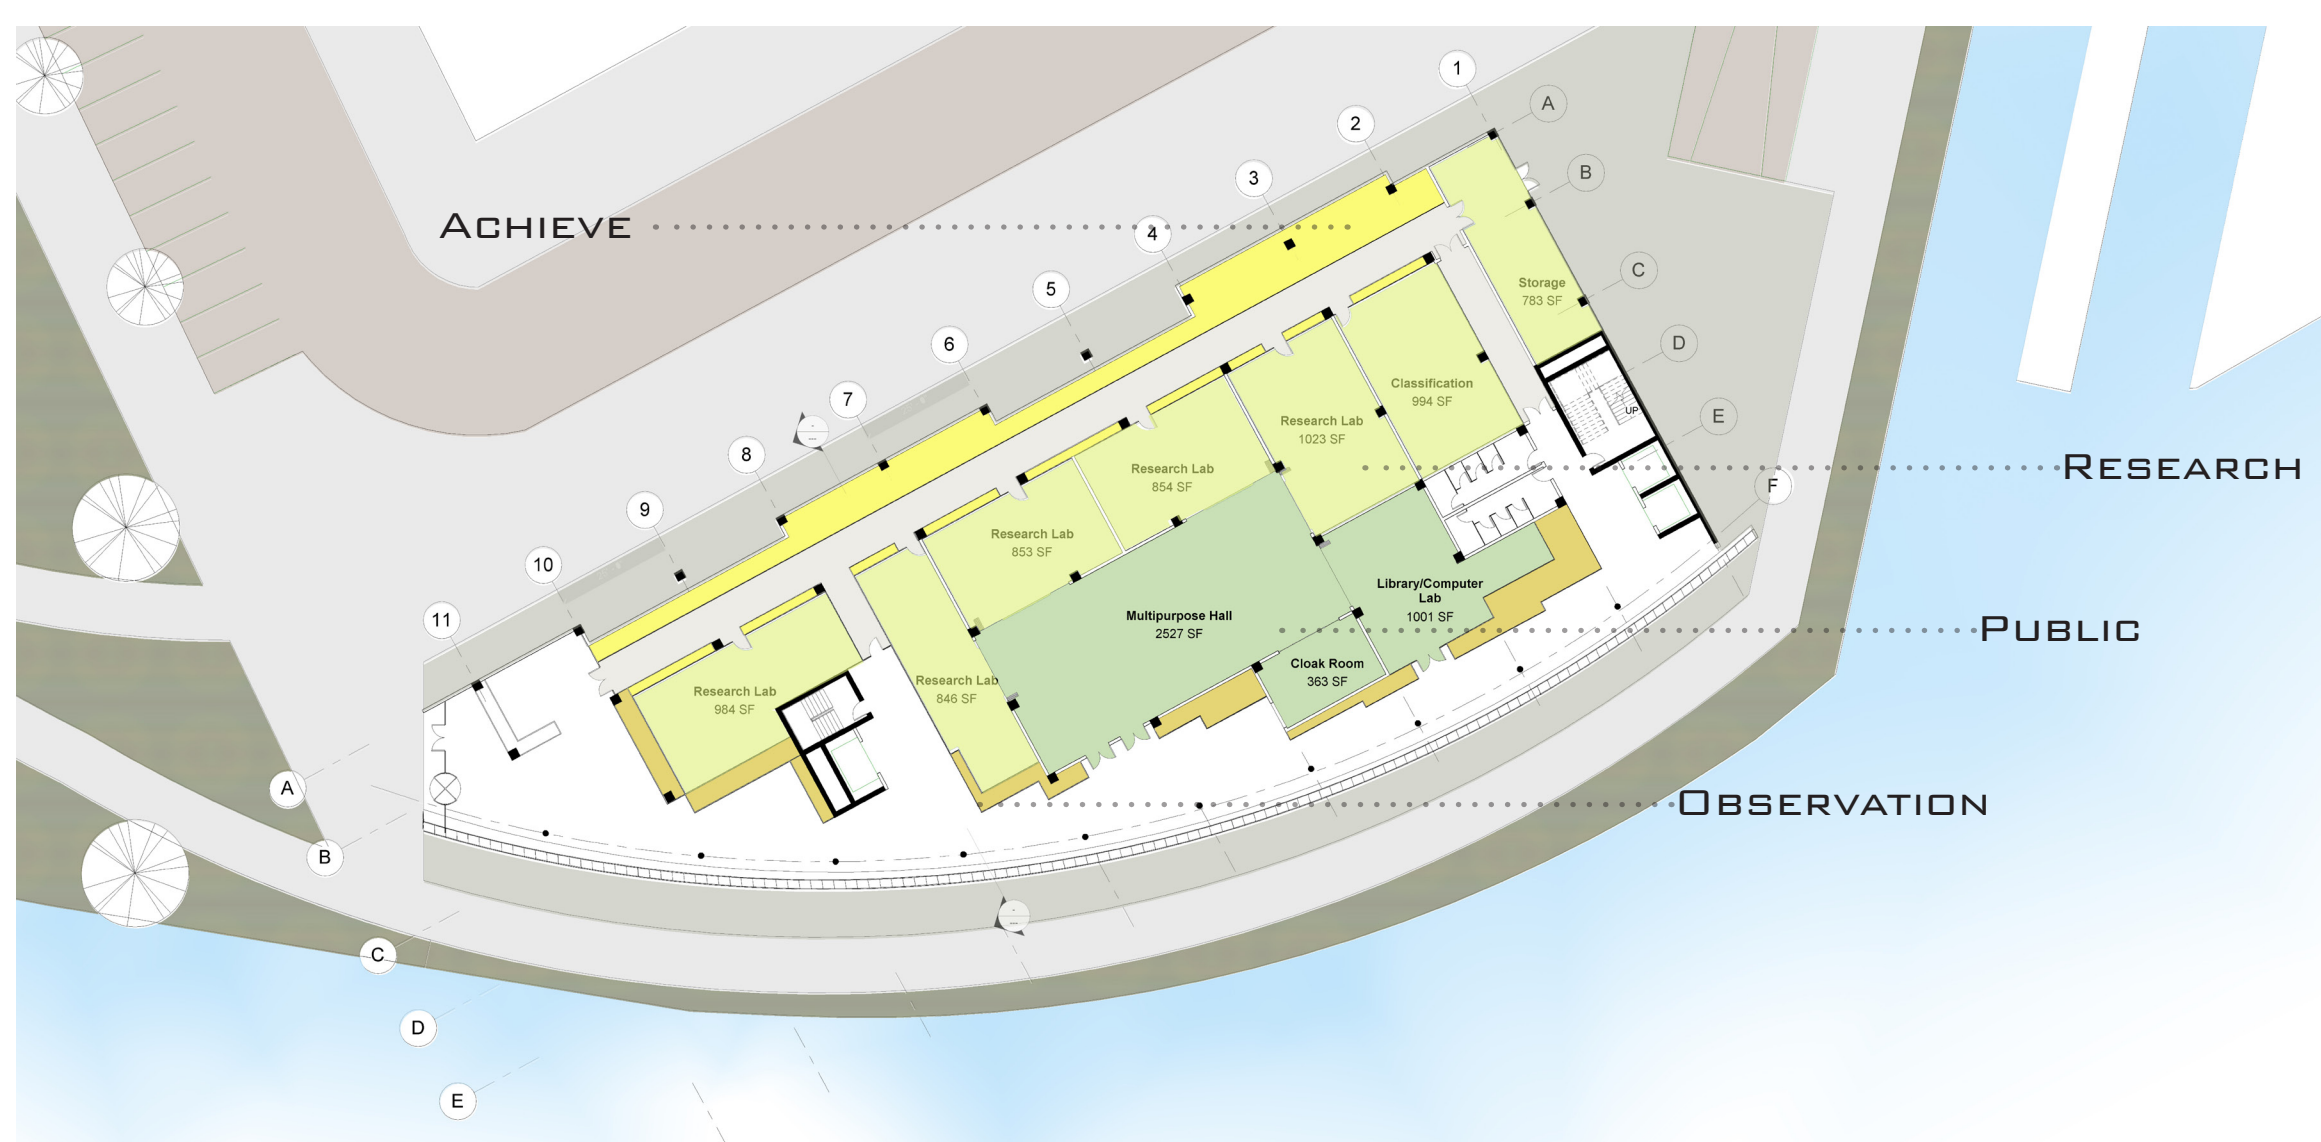 1
A
2
B
3
ACHIEVE
4
C
Storage
783 SF
5
D
6
Classification
994 SF
7
UP
E
Research Lab
1023 SF
8
Research Lab
854 SF
RESEARCH
F
9
Research Lab
853 SF
10
Library/Computer
Lab
1001 SF
Multipurpose Hall
2527 SF
11
PUBLIC
Cloak Room
363 SF
Research Lab
846 SF
Research Lab
984 SF
A
OBSERVATION
B
C
D
E